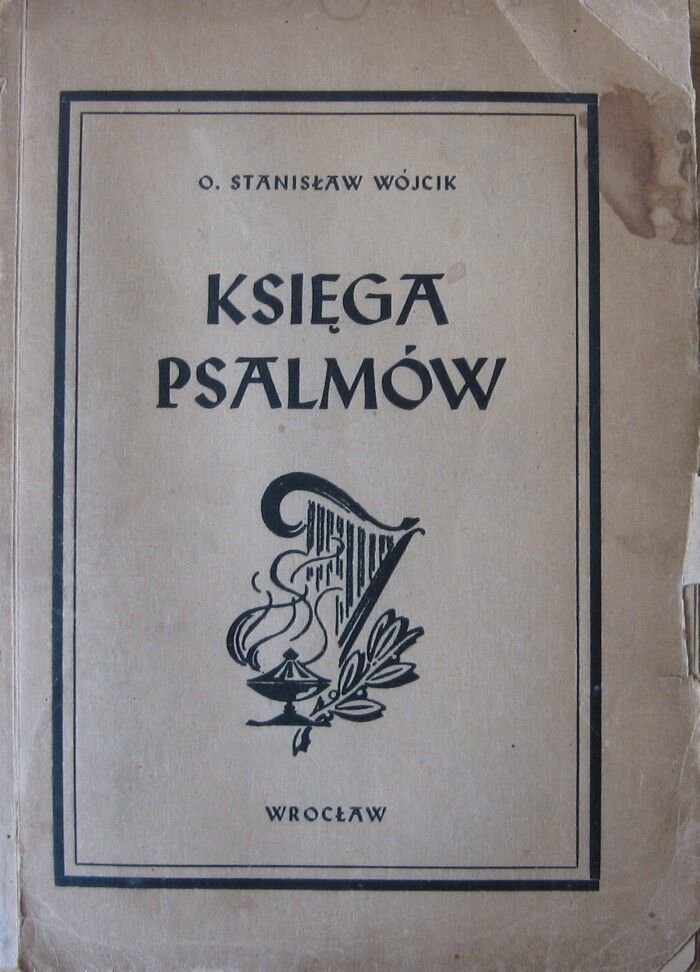 O. STANISŁAW WÓJCIK
KSIĘGA
PSALMÓW
WROCŁAW